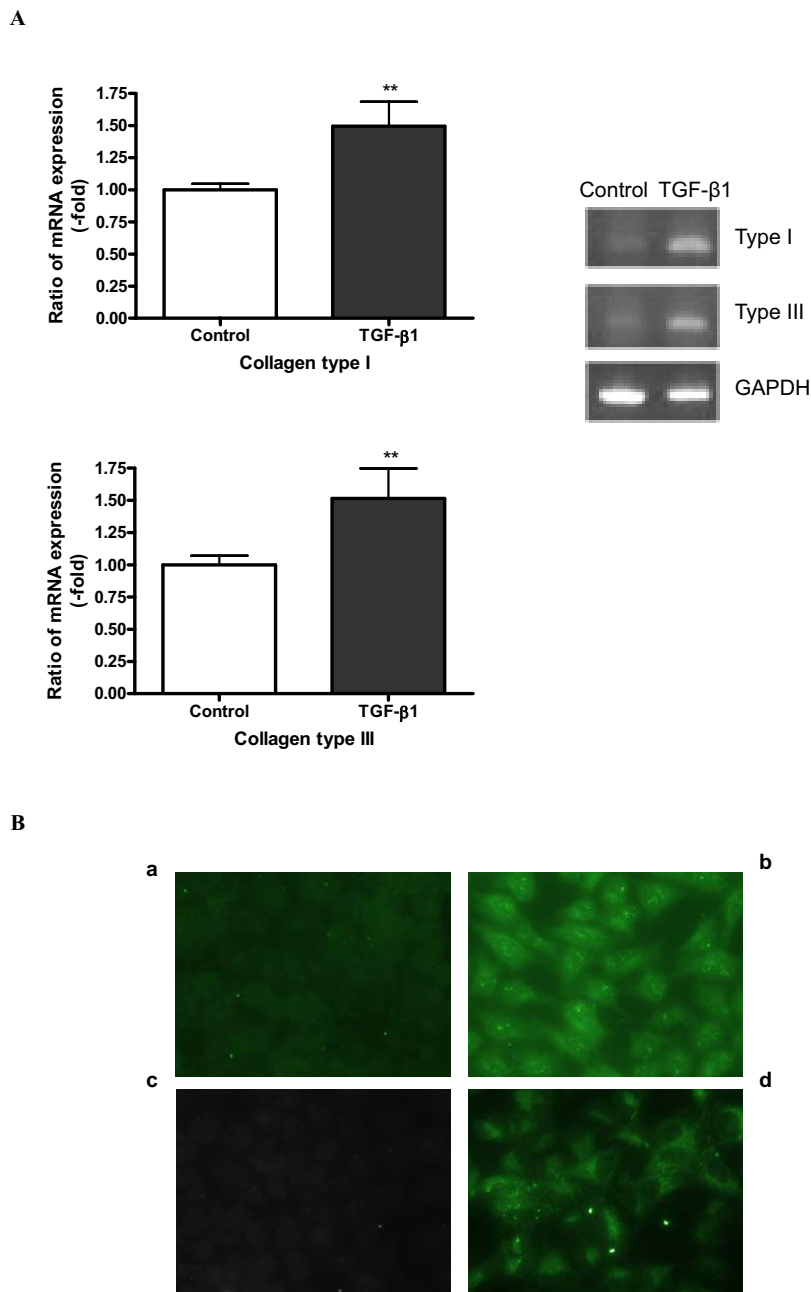 A
1.75
**
1.50
1.25
1.00
0.75
0.50
0.25
0.00
Ratio of mRNA expression
(-fold)
Control TGF-β1
Collagen type I
Control TGF-β1
Type I
Type III
GAPDH
1.75
**
1.50
1.25
1.00
0.75
0.50
0.25
0.00
Ratio of mRNA expression
(-fold)
Control TGF-β1
Collagen type III
B
a
b
c
d